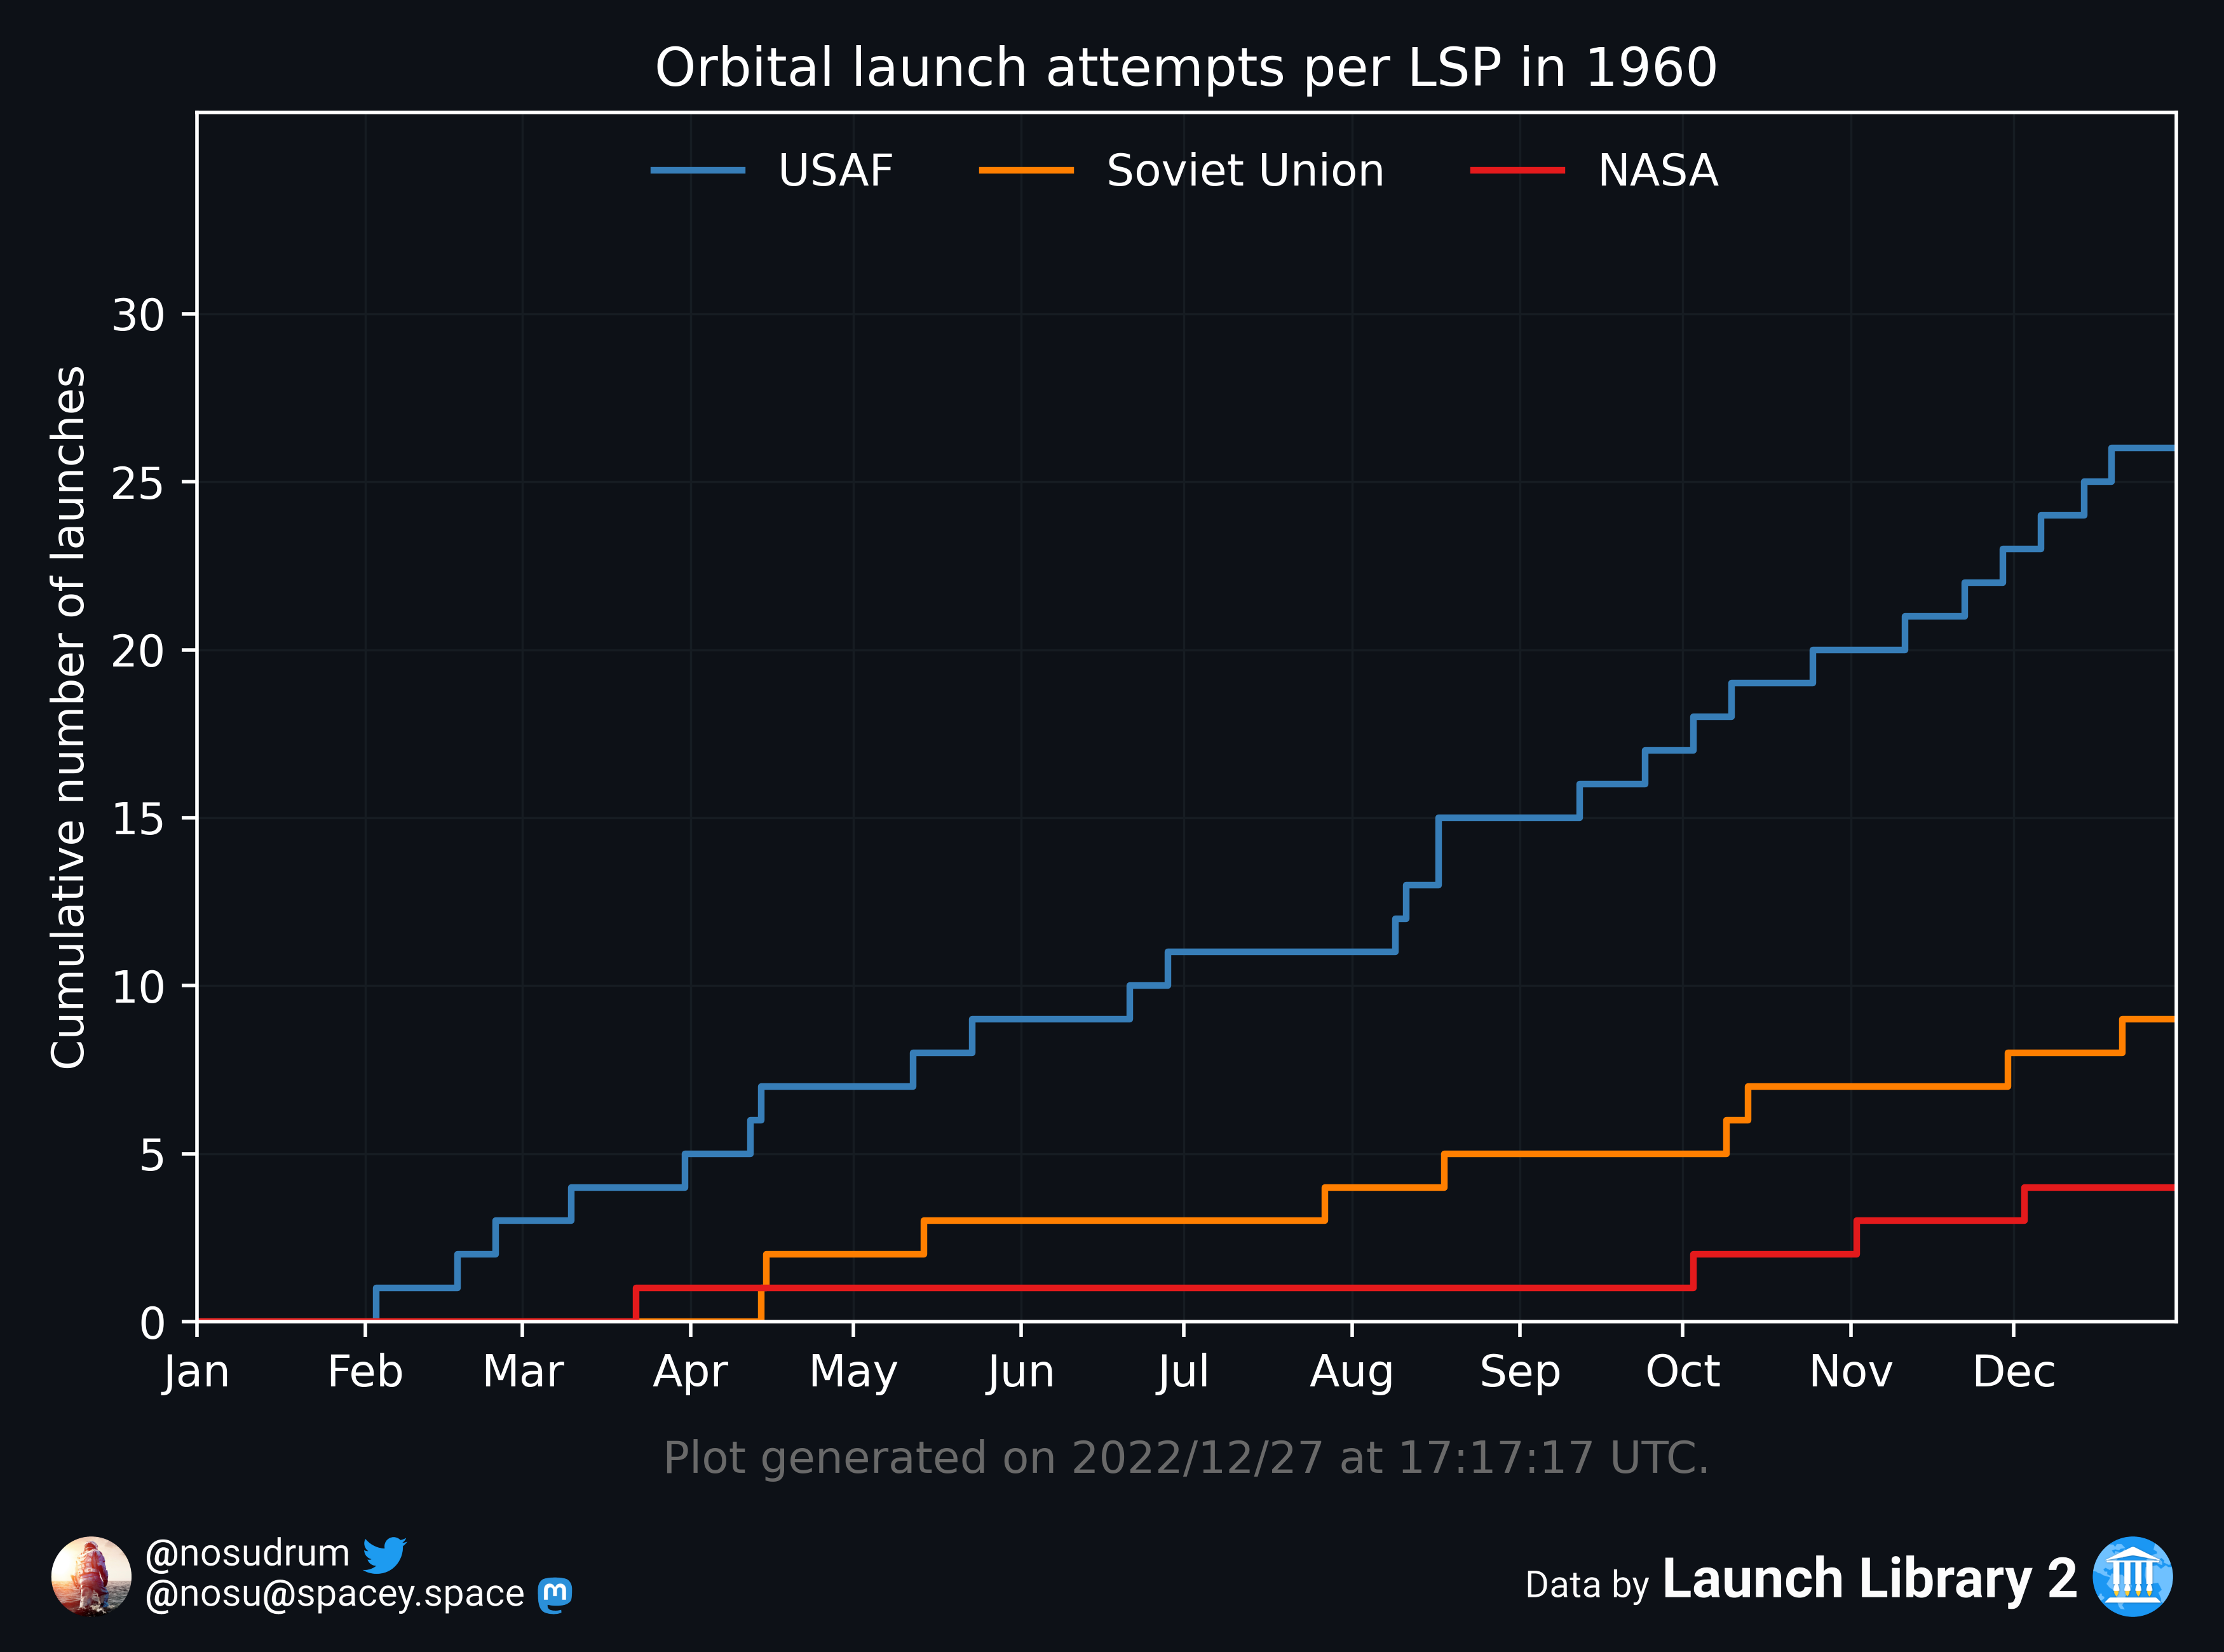 Orbital launch attempts per LSP in 1960
USAF Soviet Union NASA
Cumulative number of launches
30
25
20
15
10
5
0
Jan Feb Mar Apr May Jun Jul Aug Sep Oct Nov Dec
Plot generated on 2022/12/27 at 17:17:17 UTC.
@nosudrum
@nosu@spacey.space m
Data by Launch Library 2